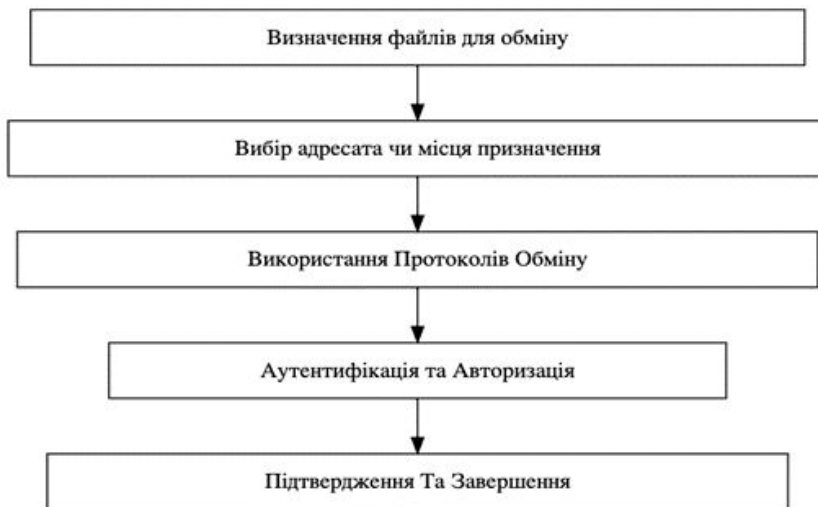 Визначення файлів для обміну
Вибір адресата чи місця призначення
Використання Протоколів Обміну
Аутентифікація та Авторизація
Підтвердження Та Завершення